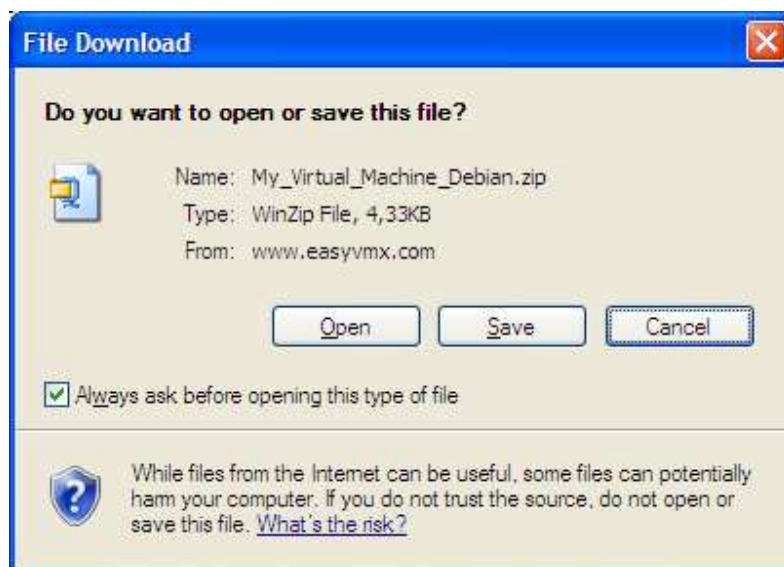 File Download
Do you want to open or save this file?
Name: My_Virtual_Machine_Debian.zip
Type: WinZip File, 4,33KB
From: www.easyvmx.com
Open Save Cancel
Always ask before opening this type of file
While files from the Internet can be useful, some files can potentially
harm your computer. If you do not trust the source, do not open or
save this file. What's the risk?